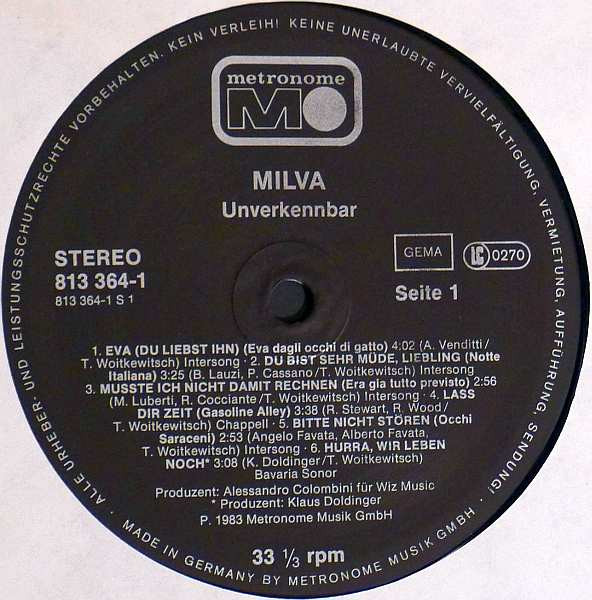 metronome
MO
MILVA
Unverkennbar
STEREO
813 364-1
813 364-1 S 1
GEMA
LC 0270
Seite 1
1. EVA (DU LIEBST IHN) (Eva dagli occhi di gatto) 4:02 (A. Venditti /
T. Woitkewitsch) Intersong · 2. DU BIST SEHR MÜDE, LIEBLING (Notte
Italiana) 3:25 (B. Lauzi, P. Cassano / T. Woitkewitsch) Intersong
3. MUSSTE ICH NICHT DAMIT RECHNEN (Era gia tutto previsto) 2:56
(M. Luberti, R. Cocciante / T. Woitkewitsch) Intersong · 4. LASS
DIR ZEIT (Gasoline Alley) 3:38 (R. Stewart, R. Wood /
T. Woitkewitsch) Chappell · 5. BITTE NICHT STÖREN (Occhi
Saraceni) 2:53 (Angelo Favata, Alberto Favata,
T. Woitkewitsch) Intersong · 6. HURRA, WIR LEBEN
NOCH* 3:08 (K. Doldinger / T. Woitkewitsch)
Bavaria Sonor
Produzent: Alessandro Colombini für Wiz Music
* Produzent: Klaus Doldinger
P. 1983 Metronome Musik GmbH
33 1/3 rpm
· ALLE URHEBER- UND LEISTUNGSSCHUTZRECHTE VORBEHALTEN. KEIN VERLEIH! KEINE UNERLAUBTE VERVIELFÄLTIGUNG, VERMIETUNG, AUFFÜHRUNG, SENDUNG!
· MADE IN GERMANY BY METRONOME MUSIK GMBH ·